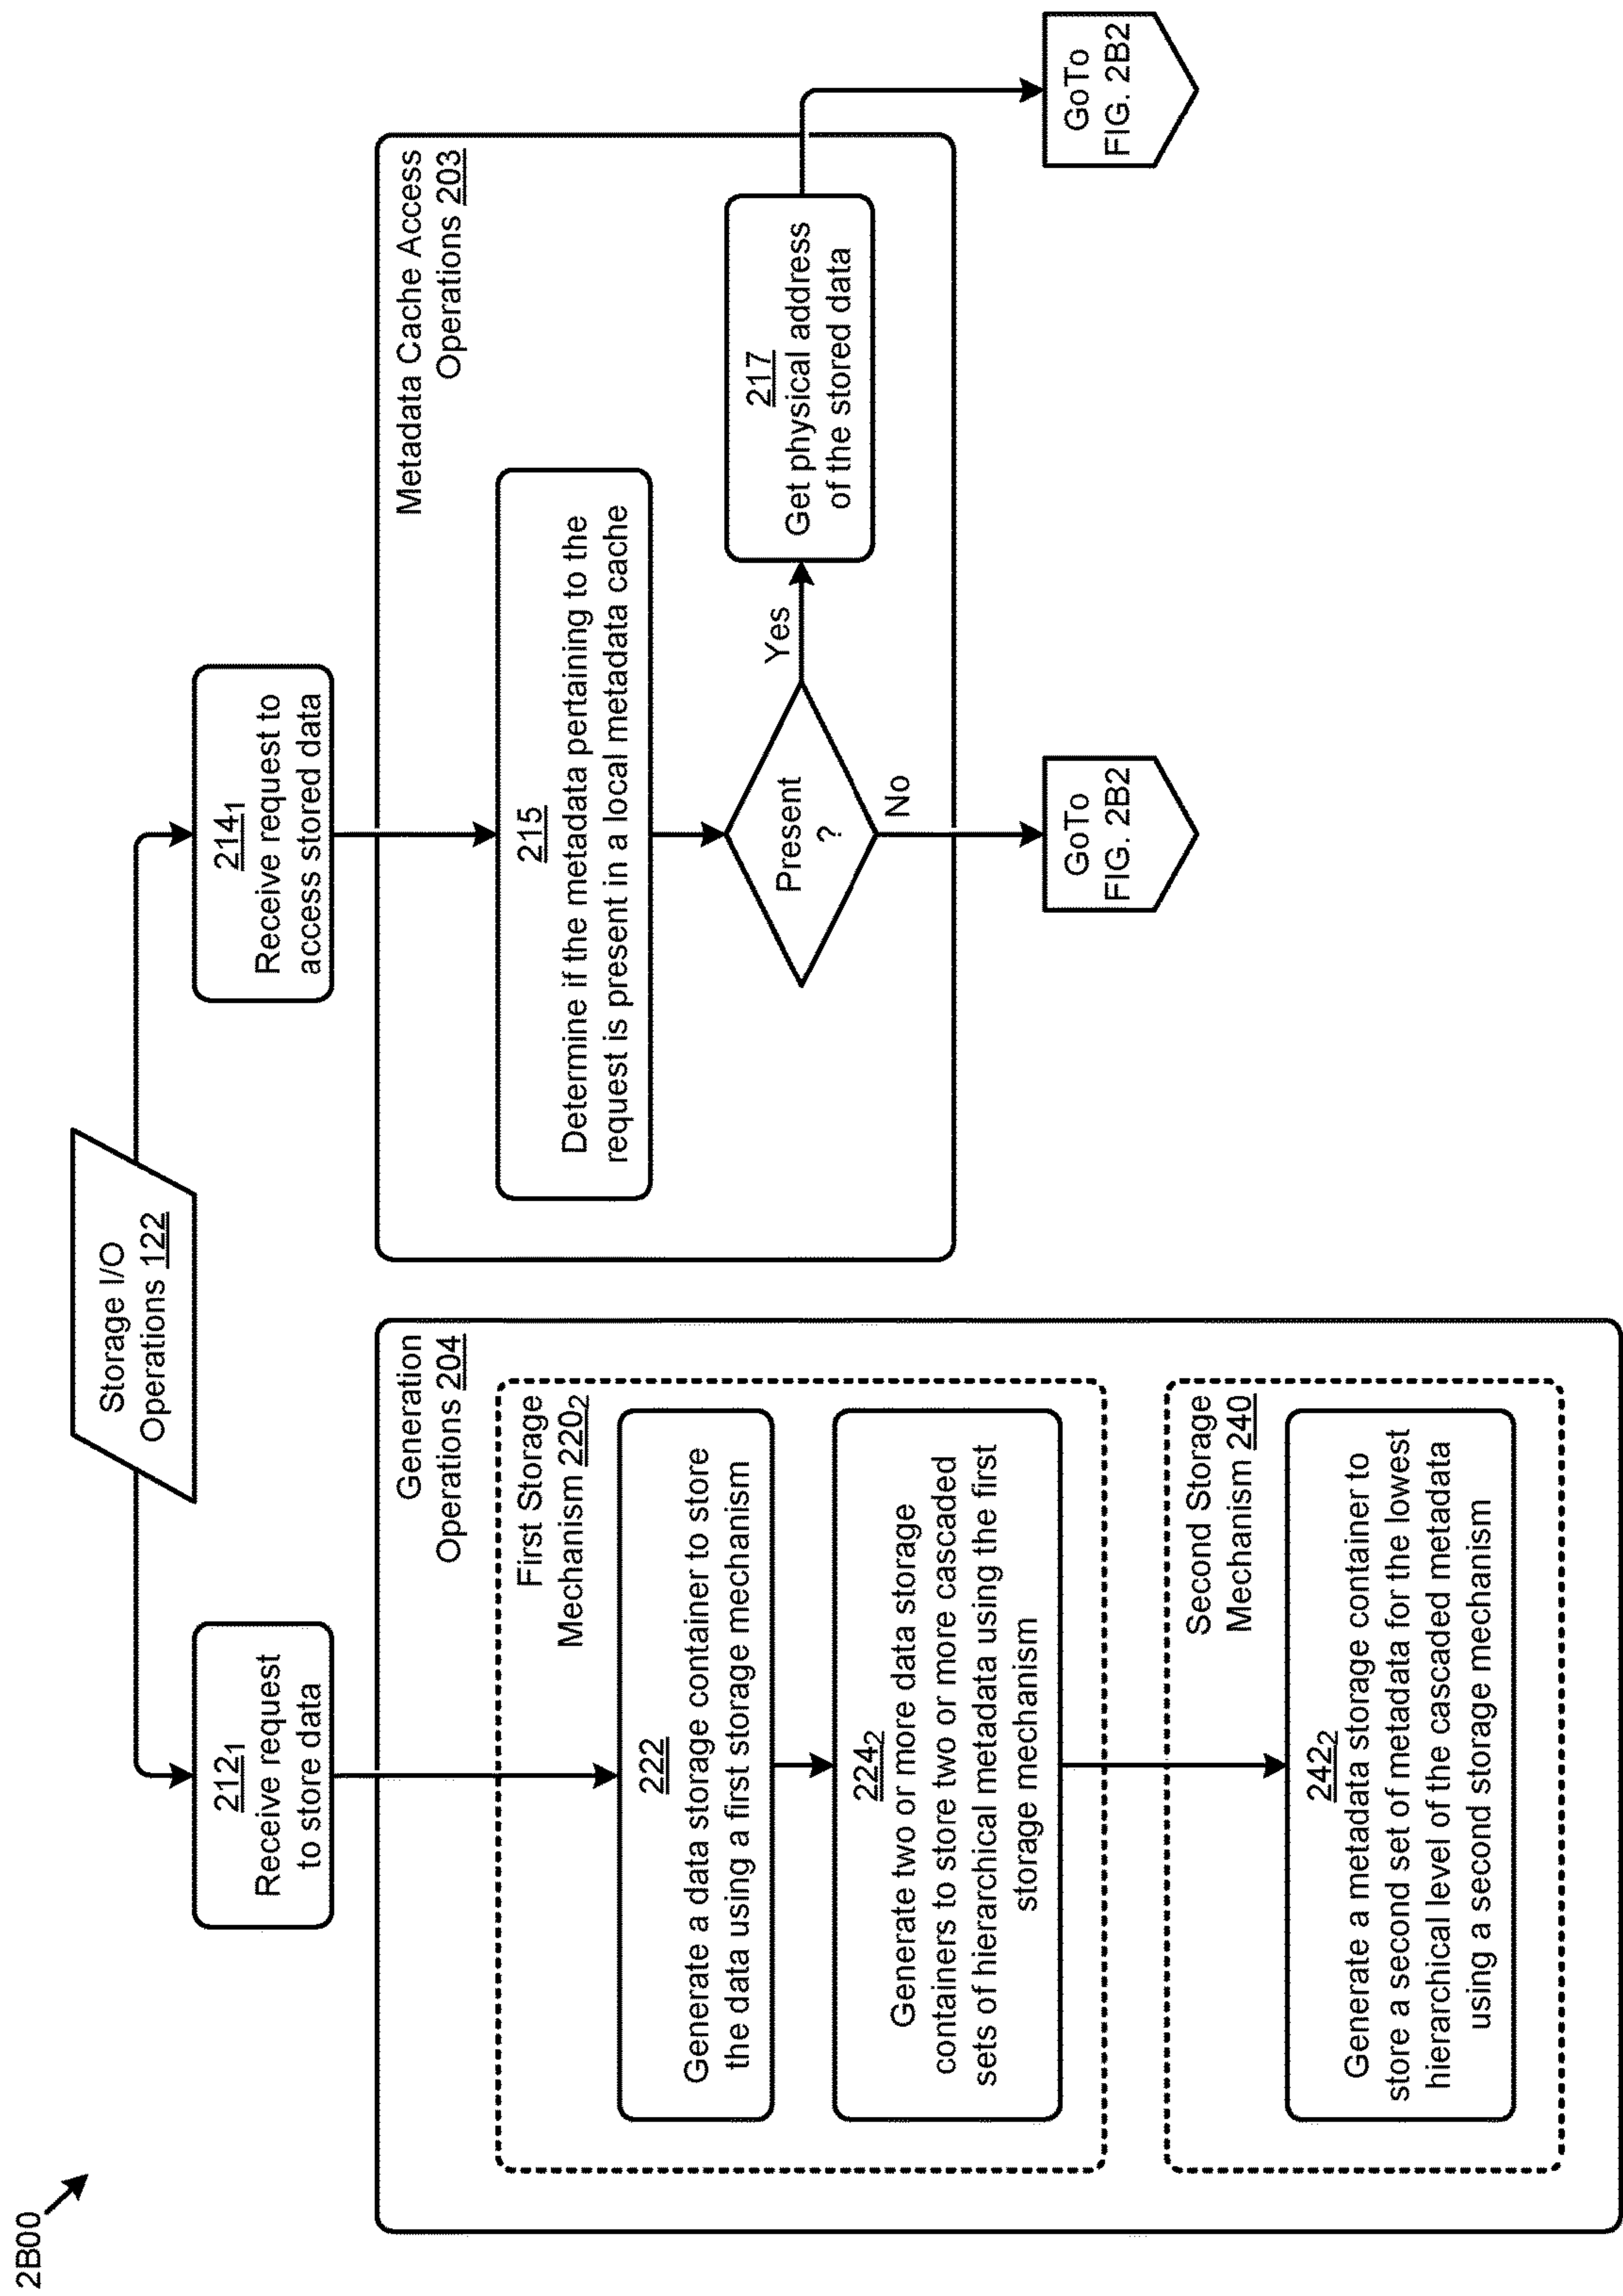 2B00
Storage I/O
Operations 122
212₁
Receive request
to store data
214₁
Receive request to
access stored data
Generation
Operations 204
First Storage
Mechanism 220₂
222
Generate a data storage container to store
the data using a first storage mechanism
224₂
Generate two or more data storage
containers to store two or more cascaded
sets of hierarchical metadata using the first
storage mechanism
Second Storage
Mechanism 240
242₂
Generate a metadata storage container to
store a second set of metadata for the lowest
hierarchical level of the cascaded metadata
using a second storage mechanism
Metadata Cache Access
Operations 203
215
Determine if the metadata pertaining to the
request is present in a local metadata cache
Present
?
Yes
No
217
Get physical address
of the stored data
GoTo
FIG. 2B2
GoTo
FIG. 2B2